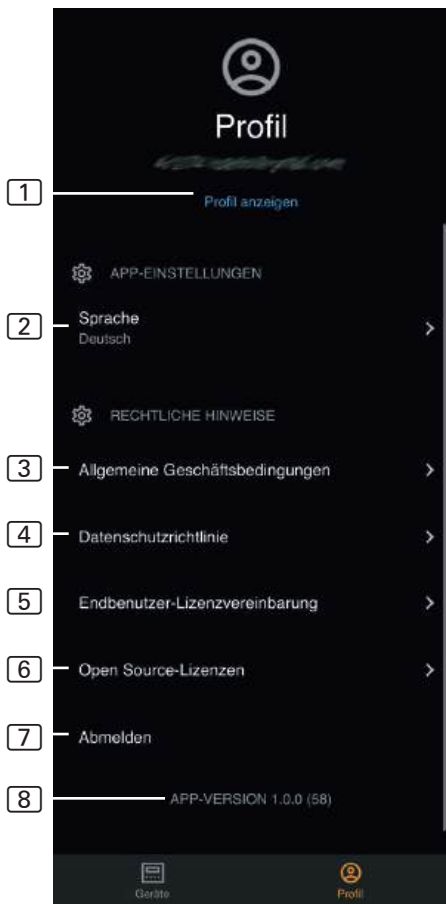 Profil
1
Profil anzeigen
APP-EINSTELLUNGEN
2
Sprache
Deutsch
RECHTLICHE HINWEISE
3
Allgemeine Geschäftsbedingungen
4
Datenschutzrichtlinie
5
Endbenutzer-Lizenzvereinbarung
6
Open Source-Lizenzen
7
Abmelden
8
APP-VERSION 1.0.0 (58)
Geräte
Profil